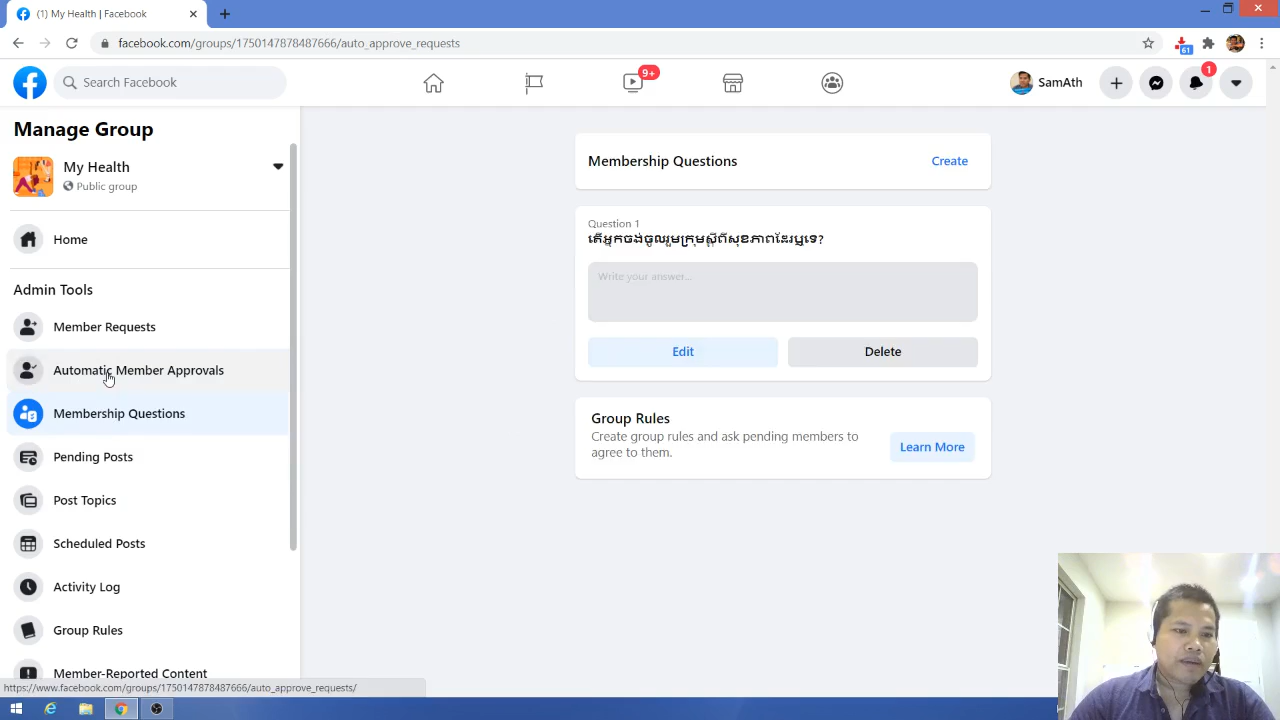 (1) My Health | Facebook
facebook.com/groups/1750147878487666/auto_approve_requests
61
Search Facebook
9+
SamAth
1
Manage Group
My Health
Public group
Home
Admin Tools
Member Requests
Automatic Member Approvals
Membership Questions
Pending Posts
Post Topics
Scheduled Posts
Activity Log
Group Rules
Member-Reported Content
Membership Questions
Create
Question 1
តើអ្នកចង់ចូលរួមក្រុមស្ដីពីសុខភាពដែរឬទេ?
Write your answer...
Edit
Delete
Group Rules
Create group rules and ask pending members to
agree to them.
Learn More
https://www.facebook.com/groups/1750147878487666/auto_approve_requests/